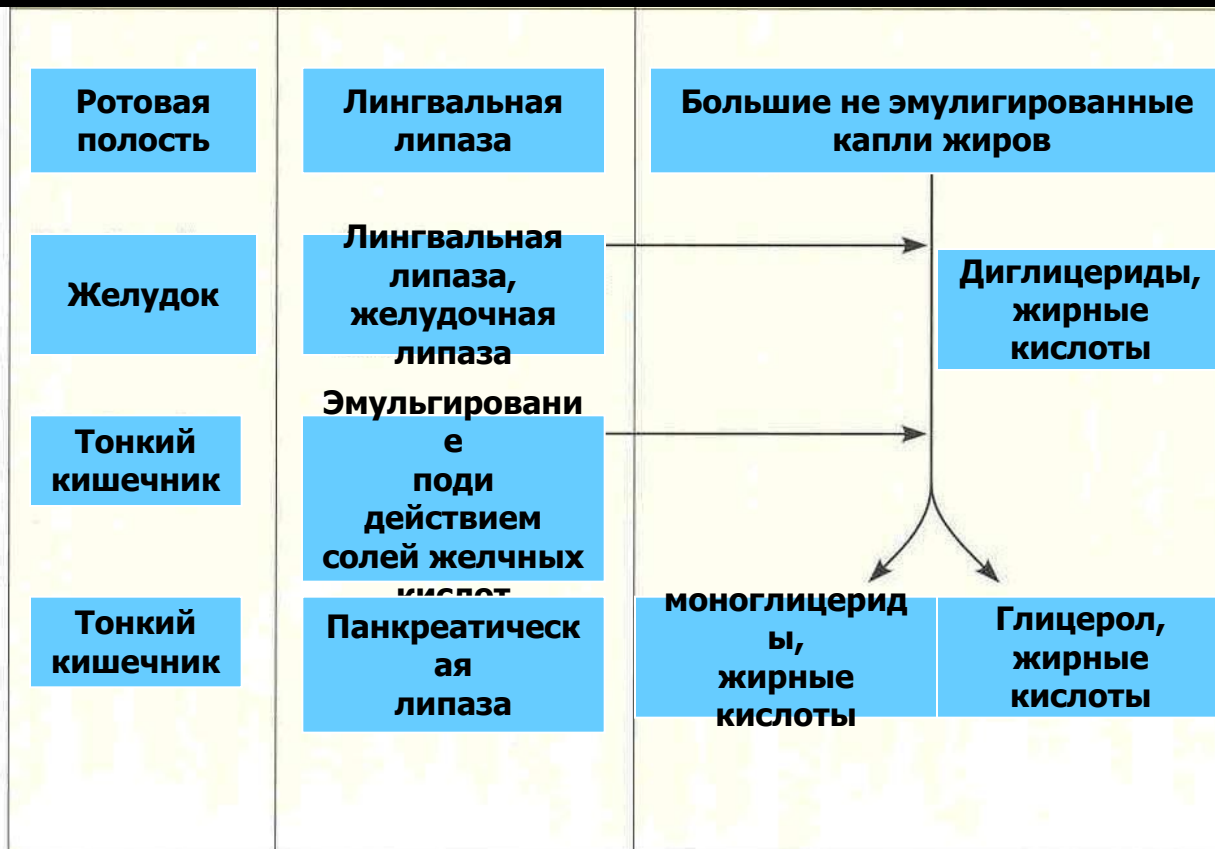 Ротовая
полость
Лингвальная
липаза
Большие не эмулигированные
капли жиров
Желудок
Лингвальная
липаза,
желудочная
липаза
Диглицериды,
жирные
кислоты
Тонкий
кишечник
Эмульгировани
е
поди
действием
солей желчных
кислот
Тонкий
кишечник
Панкреатическ
ая
липаза
моноглицерид
ы,
жирные
кислоты
Глицерол,
жирные
кислоты